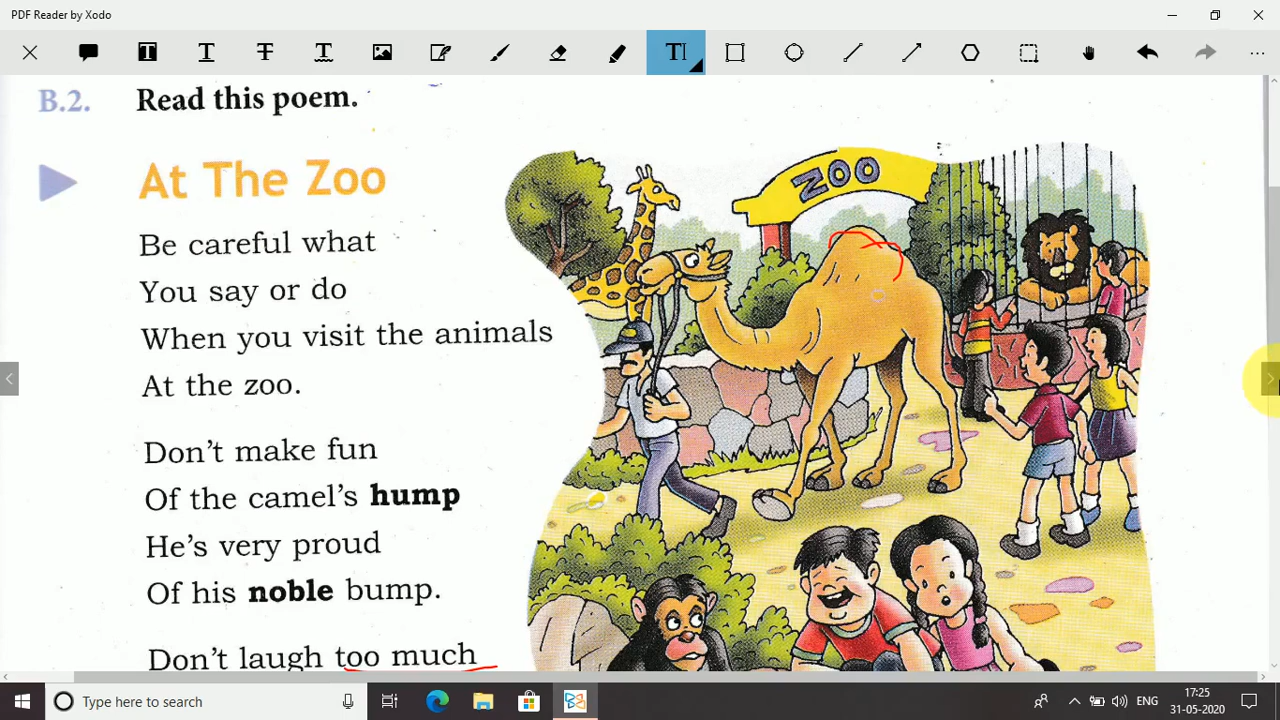 PDF Reader by Xodo
B.2. Read this poem.
At The Zoo
Be careful what
You say or do
When you visit the animals
At the zoo.
Don't make fun
Of the camel's hump
He's very proud
Of his noble bump.
Don't laugh too much
ZOO
Type here to search
ENG
17:25
31-05-2020